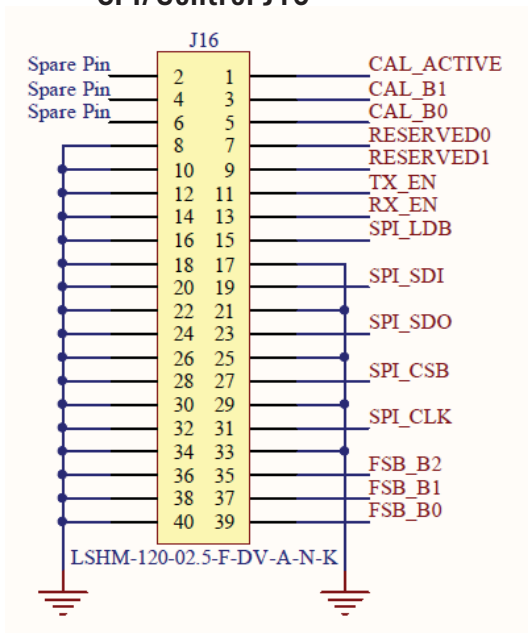 J16
Spare Pin 2 1 CAL_ACTIVE
Spare Pin 4 3 CAL_B1
Spare Pin 6 5 CAL_B0
8 7 RESERVED0
10 9 RESERVED1
12 11 TX_EN
14 13 RX_EN
16 15 SPI_LDB
18 17
20 19 SPI_SDI
22 21
24 23 SPI_SDO
26 25
28 27 SPI_CSB
30 29
32 31 SPI_CLK
34 33
36 35 FSB_B2
38 37 FSB_B1
40 39 FSB_B0
LSHM-120-02.5-F-DV-A-N-K